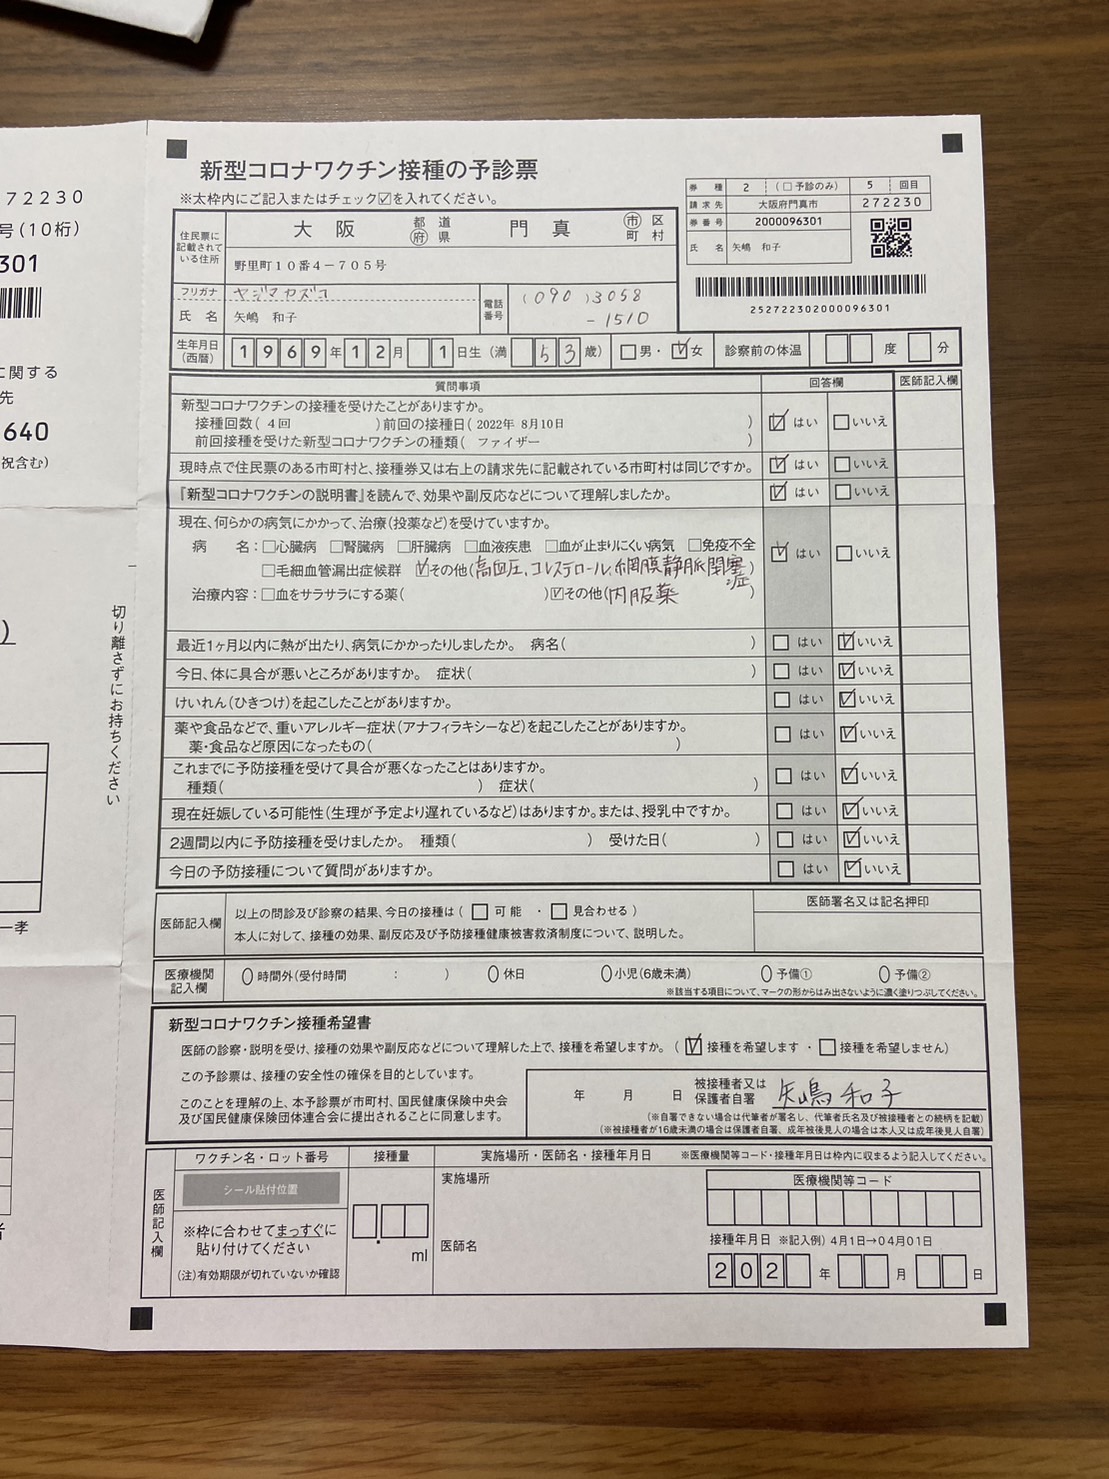 72230
号(10桁)
301
に関する
先
640
祝含む)
切り離さずにお持ちください
一孝
新型コロナワクチン接種の予診票
※太枠内にご記入またはチェック☑を入れてください。
券種 2 (□予診のみ) 5 回目
請求先 大阪府門真市 272230
券番号 2000096301
氏名 矢嶋 和子
252722302000096301
住民票に記載されている住所 大阪 都道府県 門真 市区町村
野里町10番4-705号
フリガナ ヤジマカズコ
氏名 矢嶋 和子
電話番号 (090)3058
-1510
生年月日(西暦) 1969年12月 1日生(満 53歳) □男・☑女 診察前の体温 度 分
質問事項 回答欄 医師記入欄
新型コロナワクチンの接種を受けたことがありますか。
接種回数( 4回 )前回の接種日( 2022年 8月10日 ) ☑はい □いいえ
前回接種を受けた新型コロナワクチンの種類( ファイザー )
現時点で住民票のある市町村と、接種券又は右上の請求先に記載されている市町村は同じですか。 ☑はい □いいえ
『新型コロナワクチンの説明書』を読んで、効果や副反応などについて理解しましたか。 ☑はい □いいえ
現在、何らかの病気にかかって、治療(投薬など)を受けていますか。
病名:□心臓病 □腎臓病 □肝臓病 □血液疾患 □血が止まりにくい病気 □免疫不全 ☑はい □いいえ
□毛細血管漏出症候群 ☑その他(高血圧、コレステロール、網膜静脈閉塞症)
治療内容:□血をサラサラにする薬( )☑その他(内服薬 )
最近1ヶ月以内に熱が出たり、病気にかかったりしましたか。 病名( ) □はい ☑いいえ
今日、体に具合が悪いところがありますか。 症状( ) □はい ☑いいえ
けいれん(ひきつけ)を起こしたことがありますか。 □はい ☑いいえ
薬や食品などで、重いアレルギー症状(アナフィラキシーなど)を起こしたことがありますか。 □はい ☑いいえ
薬・食品など原因になったもの( )
これまでに予防接種を受けて具合が悪くなったことはありますか。 □はい ☑いいえ
種類( ) 症状( )
現在妊娠している可能性(生理が予定より遅れているなど)はありますか。または、授乳中ですか。 □はい ☑いいえ
2週間以内に予防接種を受けましたか。 種類( ) 受けた日( ) □はい ☑いいえ
今日の予防接種について質問がありますか。 □はい ☑いいえ
医師記入欄 以上の問診及び診察の結果、今日の接種は(□可能 ・ □見合わせる) 医師署名又は記名押印
本人に対して、接種の効果、副反応及び予防接種健康被害救済制度について、説明した。
医療機関記入欄 時間外(受付時間 : ) 休日 小児(6歳未満) 予備① 予備②
※該当する項目について、マークの形からはみ出さないように濃く塗りつぶしてください。
新型コロナワクチン接種希望書
医師の診察・説明を受け、接種の効果や副反応などについて理解した上で、接種を希望しますか。(☑接種を希望します・□接種を希望しません)
この予診票は、接種の安全性の確保を目的としています。
このことを理解の上、本予診票が市町村、国民健康保険中央会
及び国民健康保険団体連合会に提出されることに同意します。
年 月 日 被接種者又は保護者自署 矢嶋 和子
(※自署できない場合は代筆者が署名し、代筆者氏名及び被接種者との続柄を記載)
(※被接種者が16歳未満の場合は保護者自署、成年被後見人の場合は本人又は成年後見人自署)
医師記入欄
ワクチン名・ロット番号 接種量 実施場所・医師名・接種年月日 ※医療機関等コード・接種年月日は枠内に収まるよう記入してください。
シール貼付位置
※枠に合わせてまっすぐに
貼り付けてください
(注)有効期限が切れていないか確認
ml
実施場所
医師名
医療機関等コード
接種年月日 ※記入例) 4月1日→04月01日
202 年 月 日